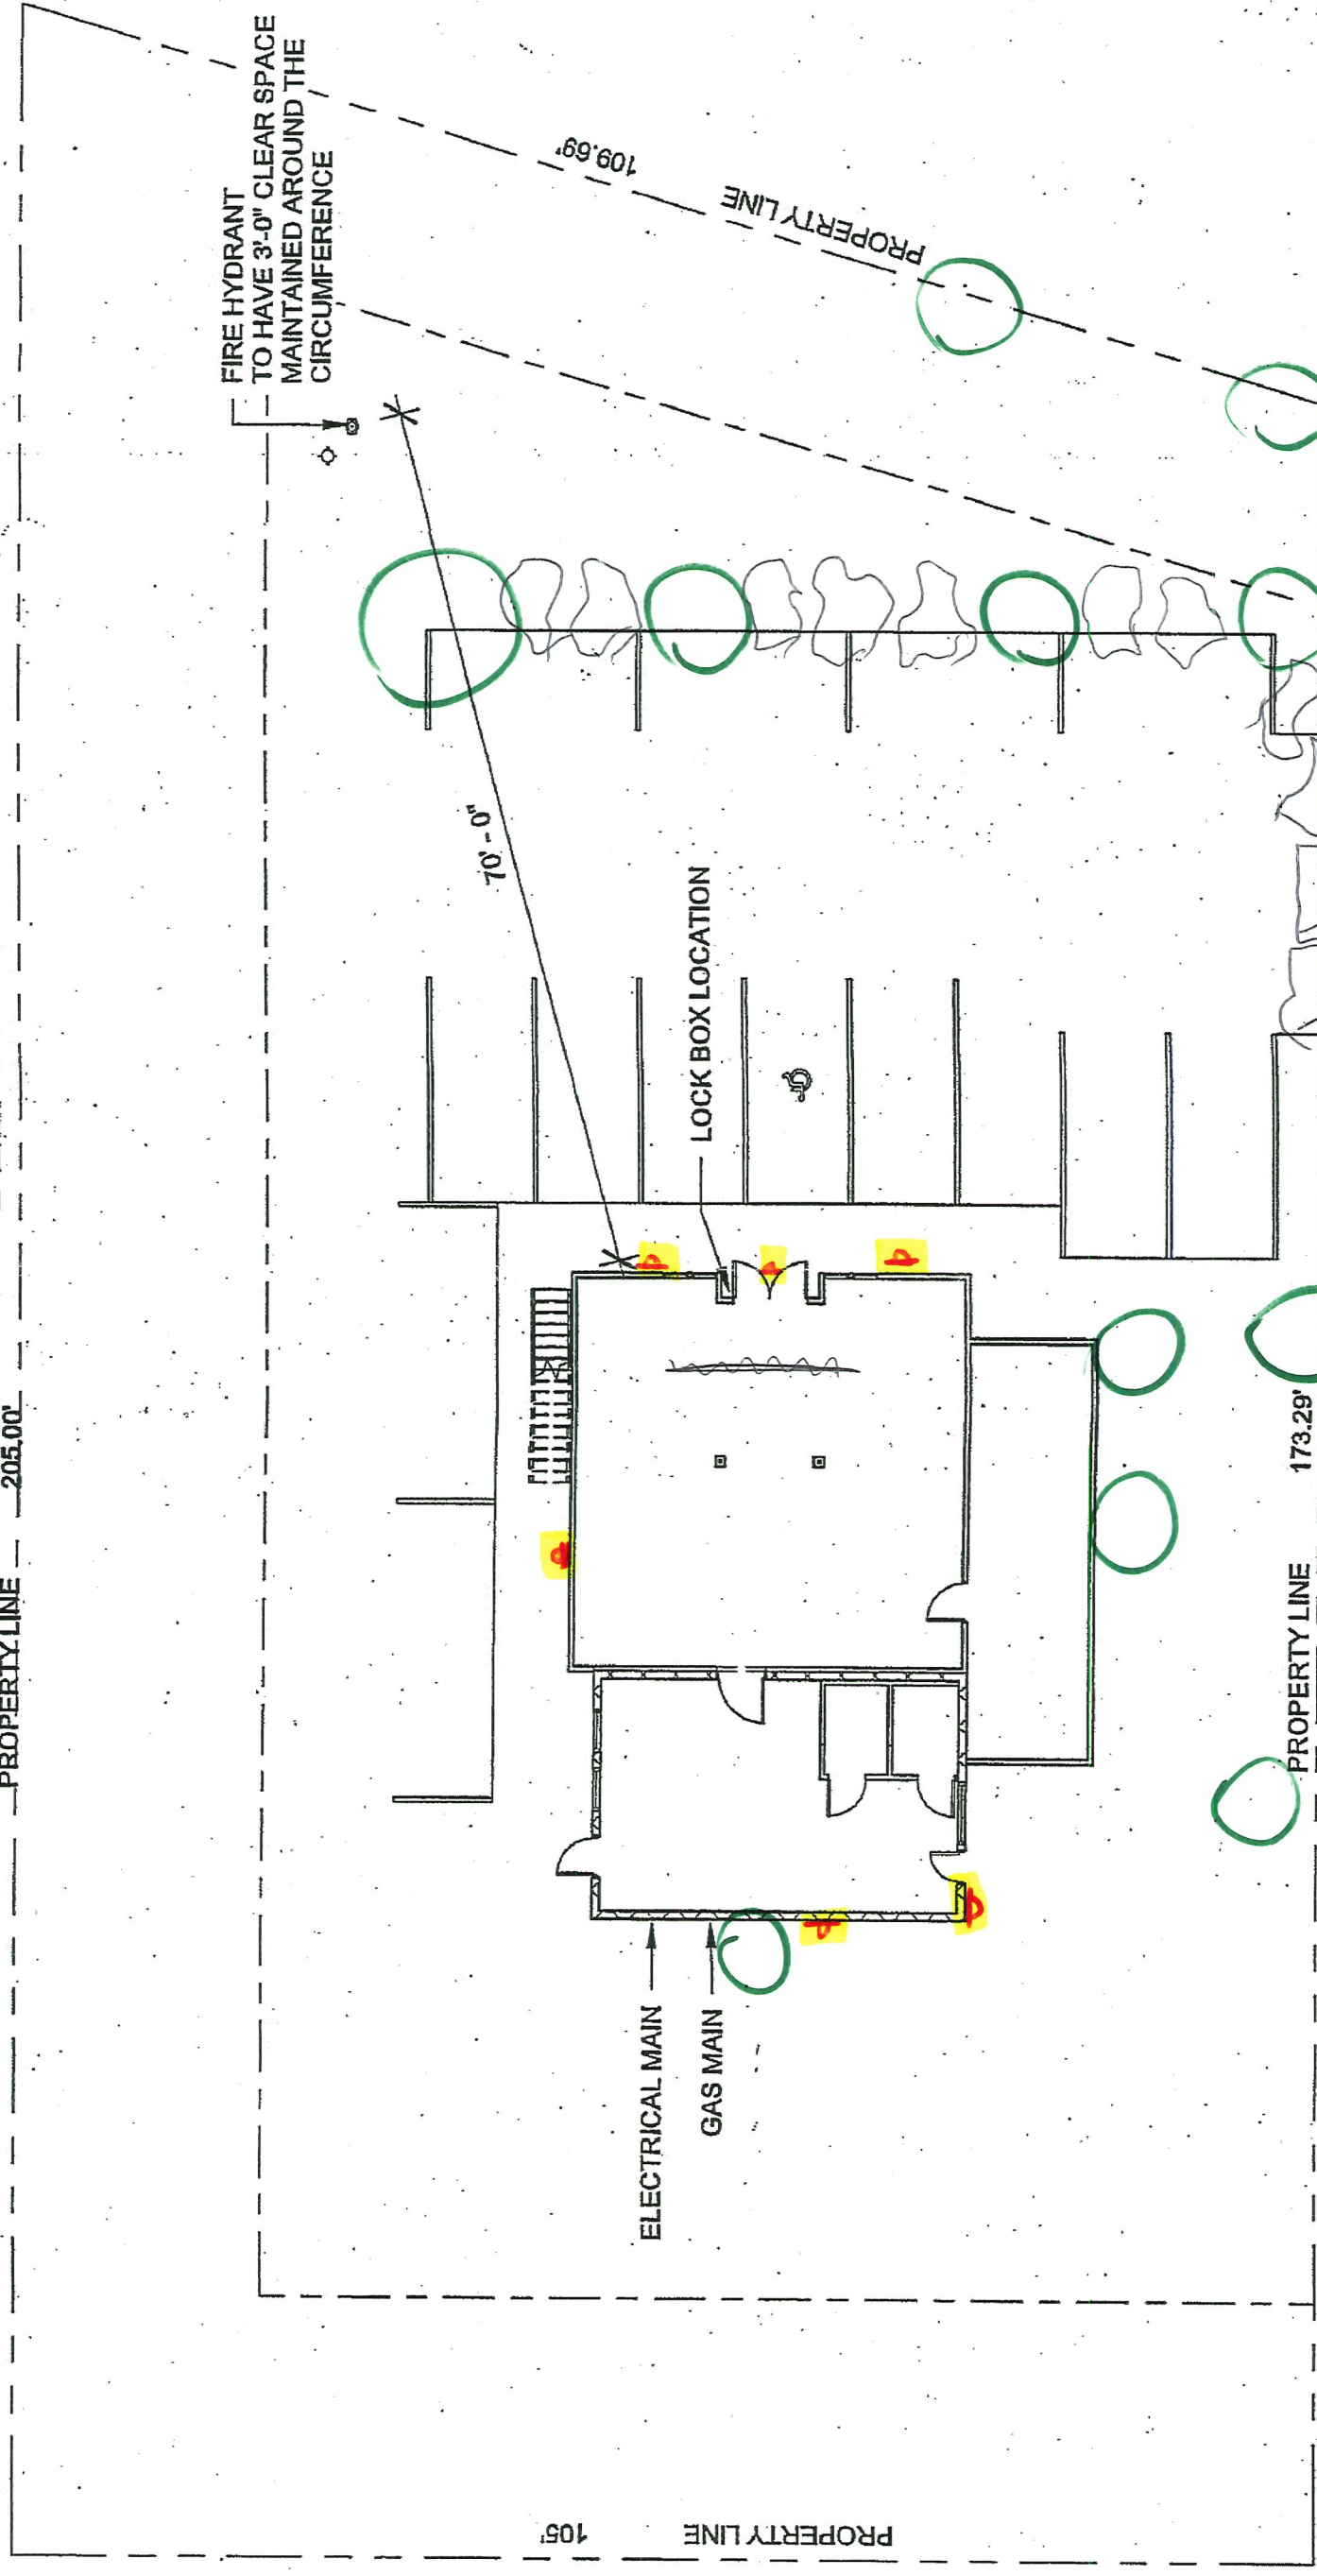 FIRE HYDRANT
TO HAVE 3'-0" CLEAR SPACE
MAINTAINED AROUND THE
CIRCUMFERENCE
109.69'
PROPERTY LINE
70' - 0"
LOCK BOX LOCATION
PROPERTY LINE 205.00'
ELECTRICAL MAIN
GAS MAIN
PROPERTY LINE 173.29'
PROPERTY LINE 105'